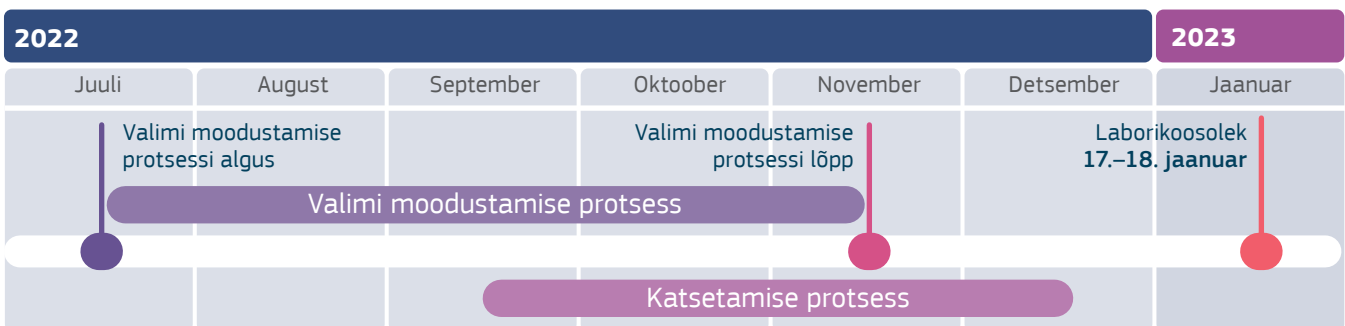 2022
2023
Juuli
August
September
Oktoober
November
Detsember
Jaanuar
Valimi moodustamise
protsessi algus
Valimi moodustamise
protsessi lõpp
Laborikoosolek
17.–18. jaanuar
Valimi moodustamise protsess
Katsetamise protsess